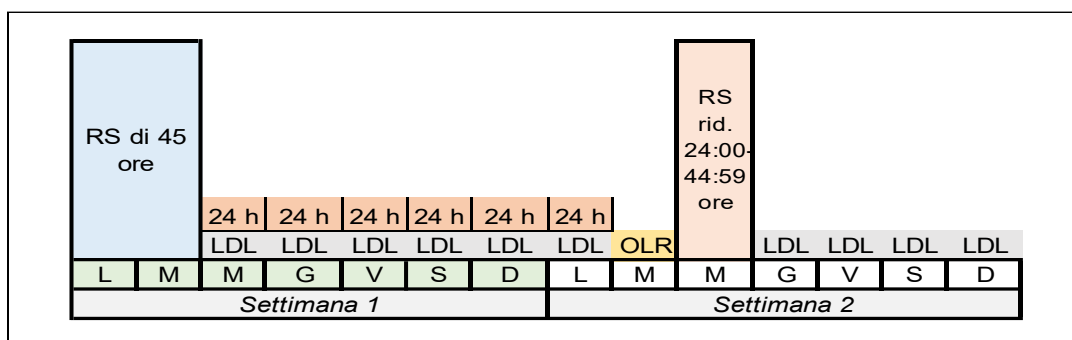 RS di 45
ore
RS
rid.
24:00-
44:59
ore
24 h 24 h 24 h 24 h 24 h 24 h
LDL LDL LDL LDL LDL LDL OLR LDL LDL LDL LDL
L M M G V S D L M M G V S D
Settimana 1 Settimana 2